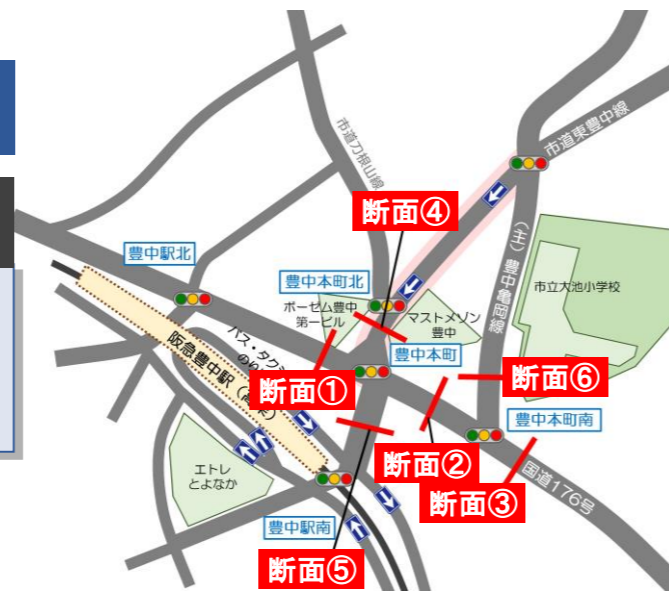 市道刀根山線
市道東豊中線
断面④
豊中駅北
豊中本町北
ポーゼム豊中
第一ビル
マストメゾン
豊中
(主)豊中亀岡線
市立大池小学校
バス・タクシ
の
阪急豊中駅(高架)
豊中本町
断面①
断面⑥
豊中本町南
断面②
断面③
国道176号
エトレ
とよなか
豊中駅南
断面⑤